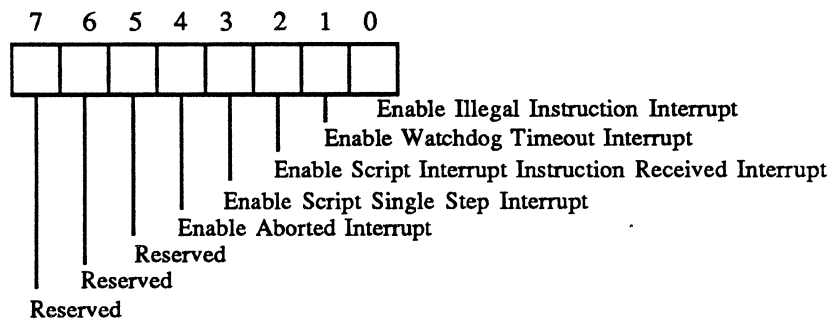 7 6 5 4 3 2 1 0
Enable Illegal Instruction Interrupt
Enable Watchdog Timeout Interrupt
Enable Script Interrupt Instruction Received Interrupt
Enable Script Single Step Interrupt
Enable Aborted Interrupt
Reserved
Reserved
Reserved